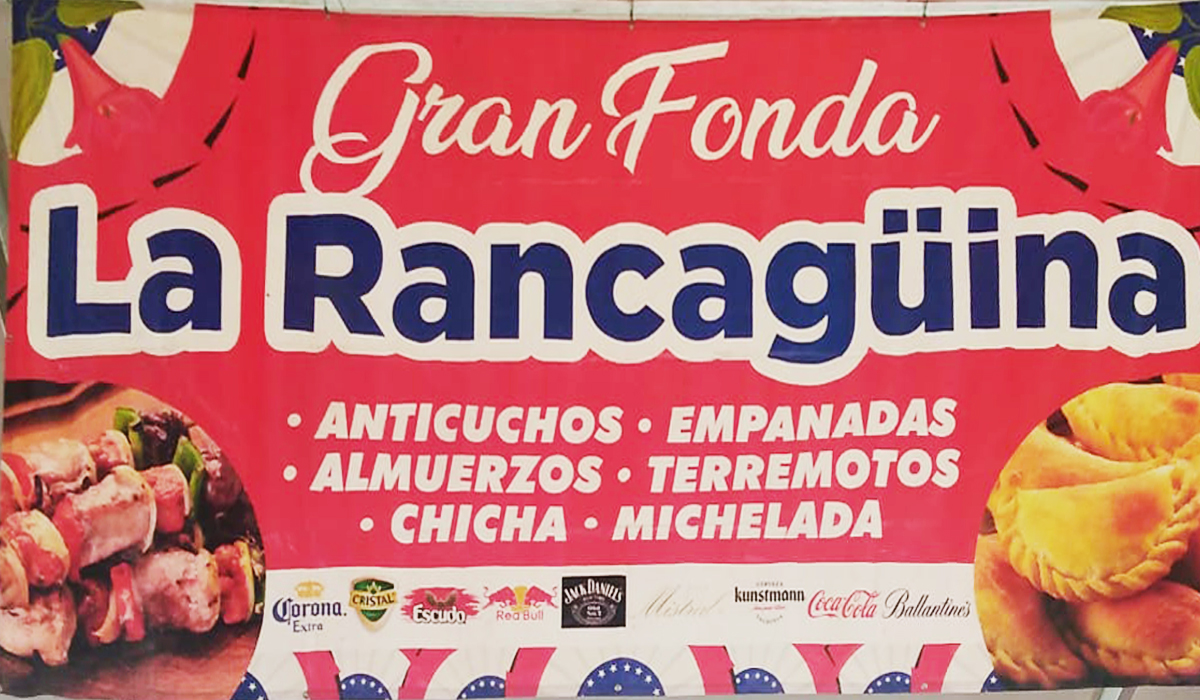 Gran Fonda
La Rancagüina
• ANTICUCHOS • EMPANADAS
• ALMUERZOS • TERREMOTOS
• CHICHA • MICHELADA
Corona. Extra CRISTAL Escudo Red Bull JACK DANIEL'S Mistral CERVEZA kunstmann Coca-Cola Ballantine's